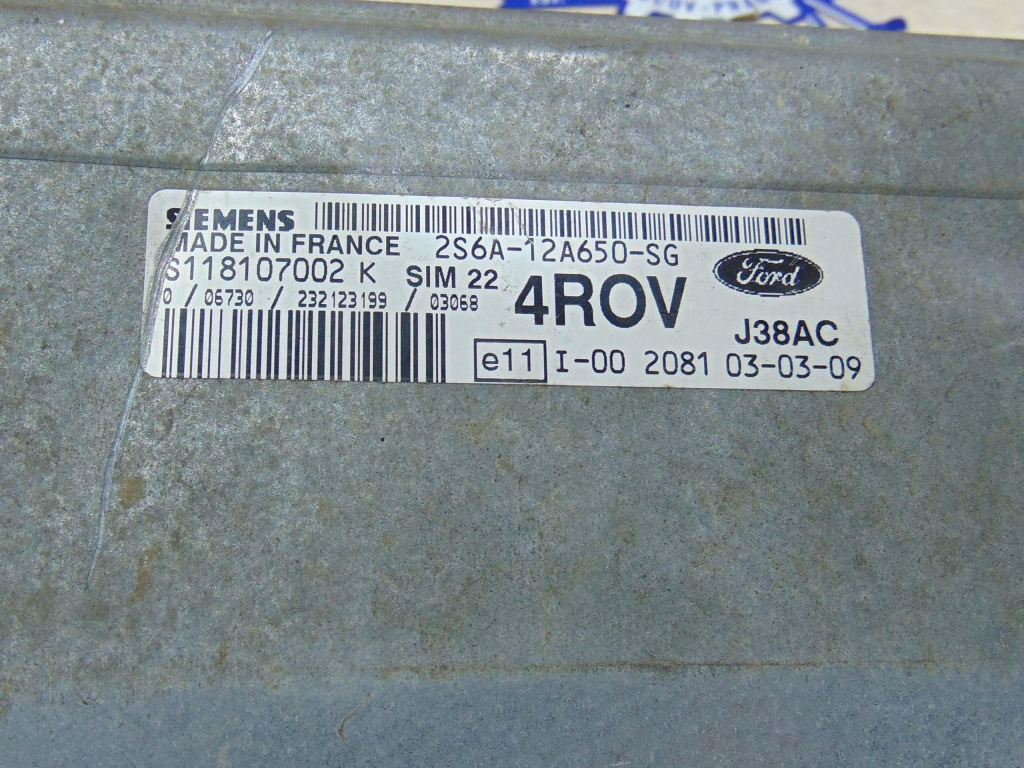 SIEMENS
MADE IN FRANCE 2S6A-12A650-SG
S118107002 K SIM 22 4ROV Ford
0 / 06730 / 232123199 / 03068
J38AC
e11 I-00 2081 03-03-09